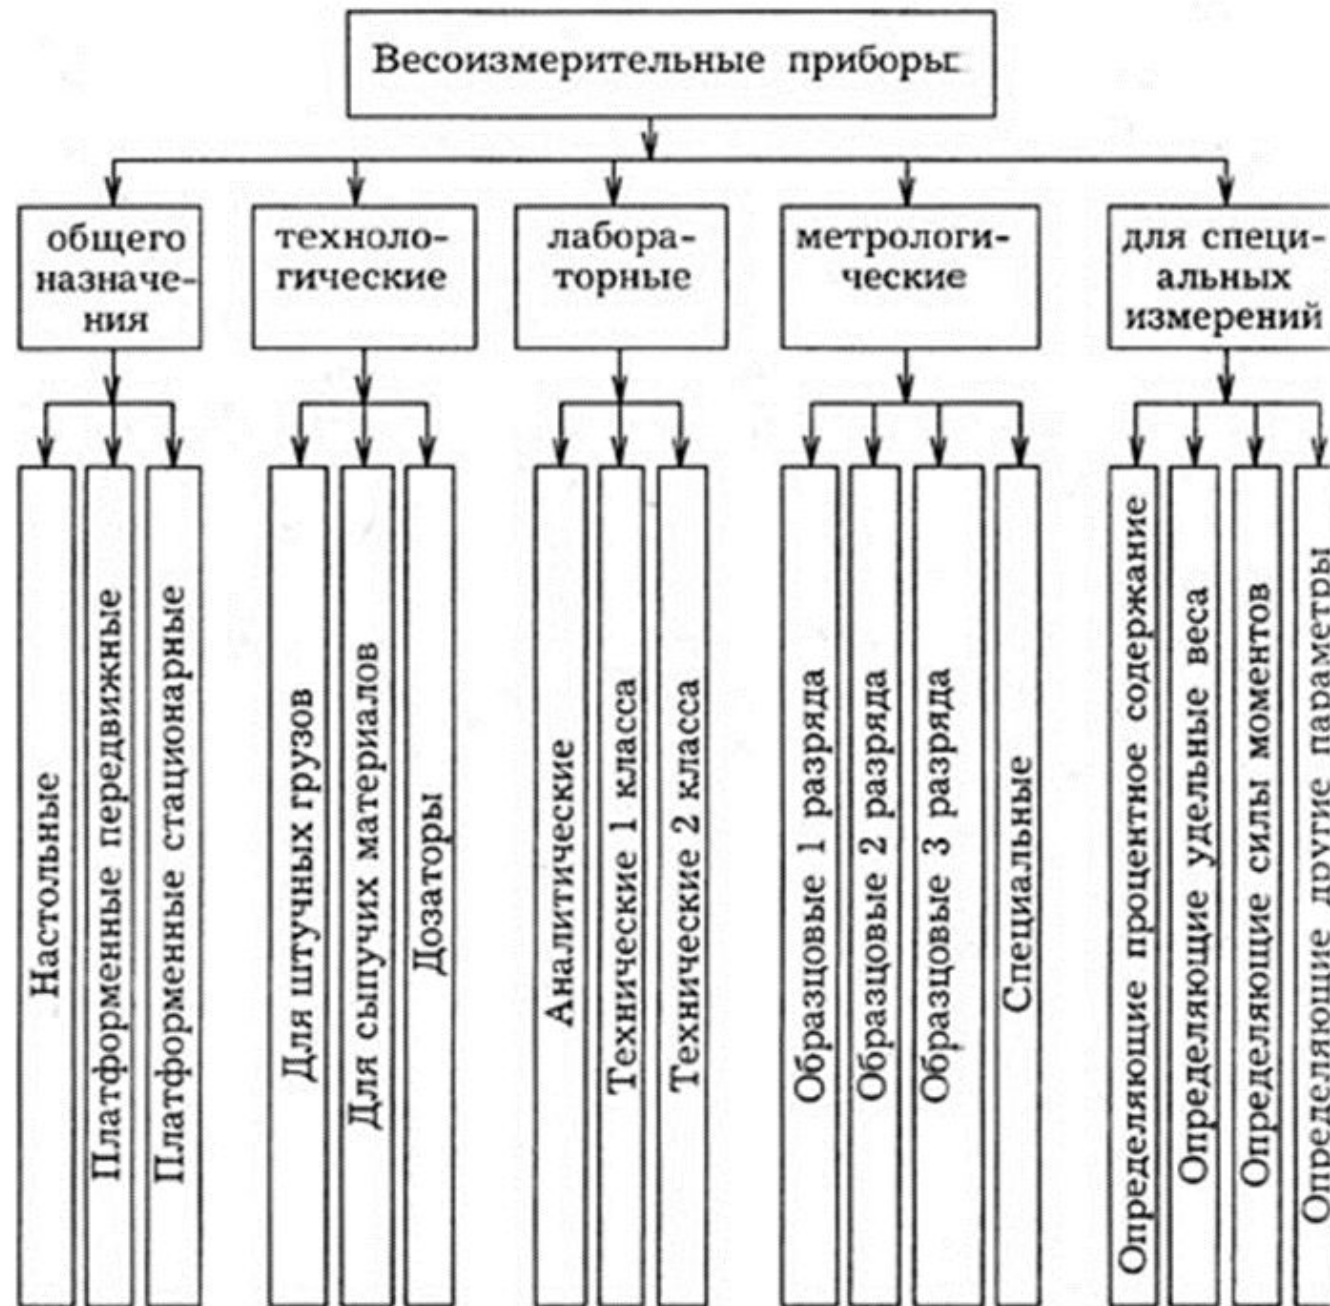 Весоизмерительные приборы
общего
назначе-
ния
техноло-
гические
лабора-
торные
метрологи-
ческие
для специ-
альных
измерений
Настольные
Платформенные передвижные
Платформенные стационарные
Для штучных грузов
Для сыпучих материалов
Дозаторы
Аналитические
Технические 1 класса
Технические 2 класса
Образцовые 1 разряда
Образцовые 2 разряда
Образцовые 3 разряда
Специальные
Определяющие процентное содержание
Определяющие удельные веса
Определяющие силы моментов
Определяющие другие параметры